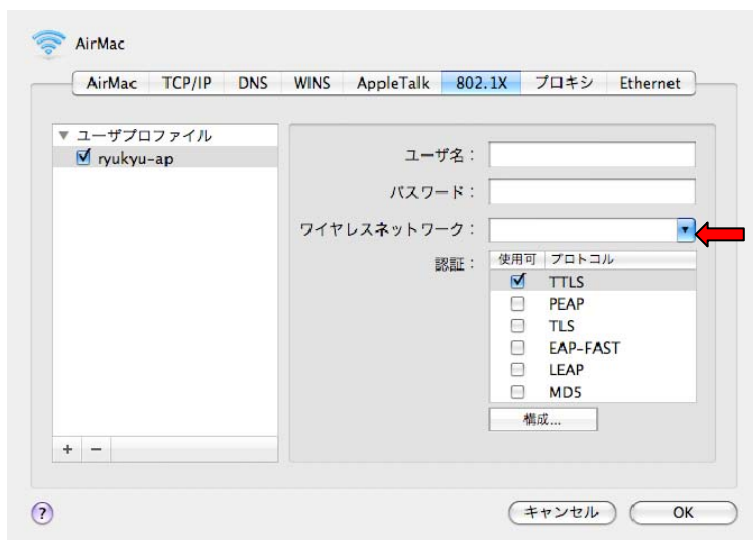 AirMac
AirMac TCP/IP DNS WINS AppleTalk 802.1X プロキシ Ethernet
ユーザプロファイル
ryukyu-ap
ユーザ名：
パスワード：
ワイヤレスネットワーク：
認証：
使用可 プロトコル
TTLS
PEAP
TLS
EAP-FAST
LEAP
MD5
構成...
+ −
? キャンセル OK